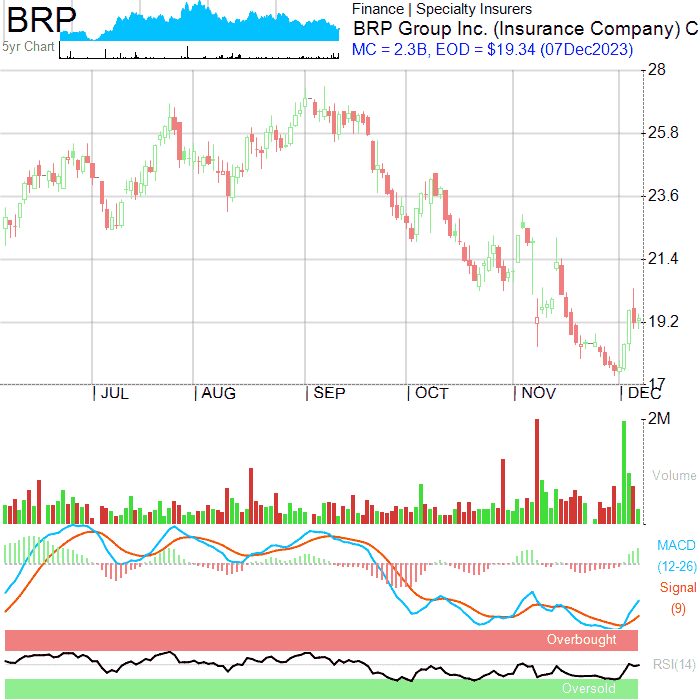 BRP
5yr Chart
Finance | Specialty Insurers
BRP Group Inc. (Insurance Company) C
MC = 2.3B, EOD = $19.34 (07Dec2023)
28
25.8
23.6
21.4
19.2
17
JUL AUG SEP OCT NOV DEC
2M
Volume
MACD
(12-26)
Signal
(9)
Overbought
RSI(14)
Oversold